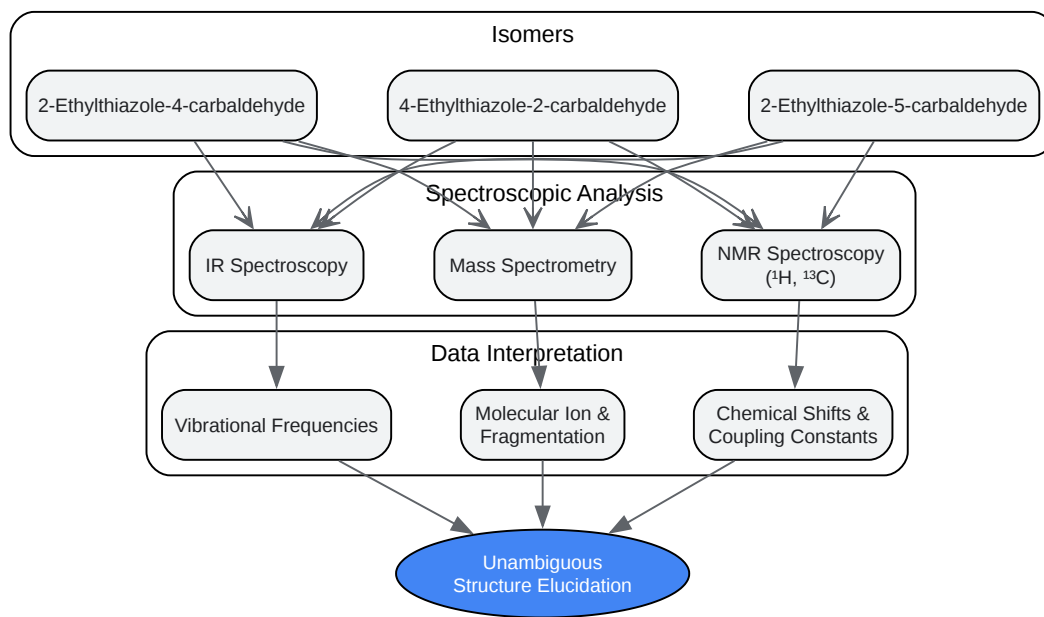 Isomers
2-Ethylthiazole-4-carbaldehyde
4-Ethylthiazole-2-carbaldehyde
2-Ethylthiazole-5-carbaldehyde
Spectroscopic Analysis
IR Spectroscopy
Mass Spectrometry
NMR Spectroscopy
(¹H, ¹³C)
Data Interpretation
Vibrational Frequencies
Molecular Ion &
Fragmentation
Chemical Shifts &
Coupling Constants
Unambiguous
Structure Elucidation